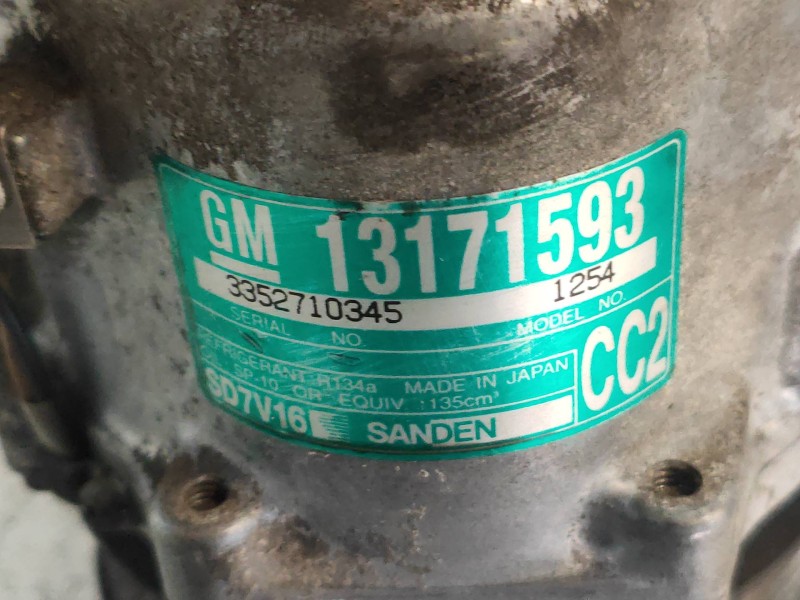 GM 13171593
3352710345 1254
SERIAL NO. MODEL NO.
REFRIGERANT R134a MADE IN JAPAN
OIL SP-10 OR EQUIV :135cm³
CC2
SD7V16 SANDEN